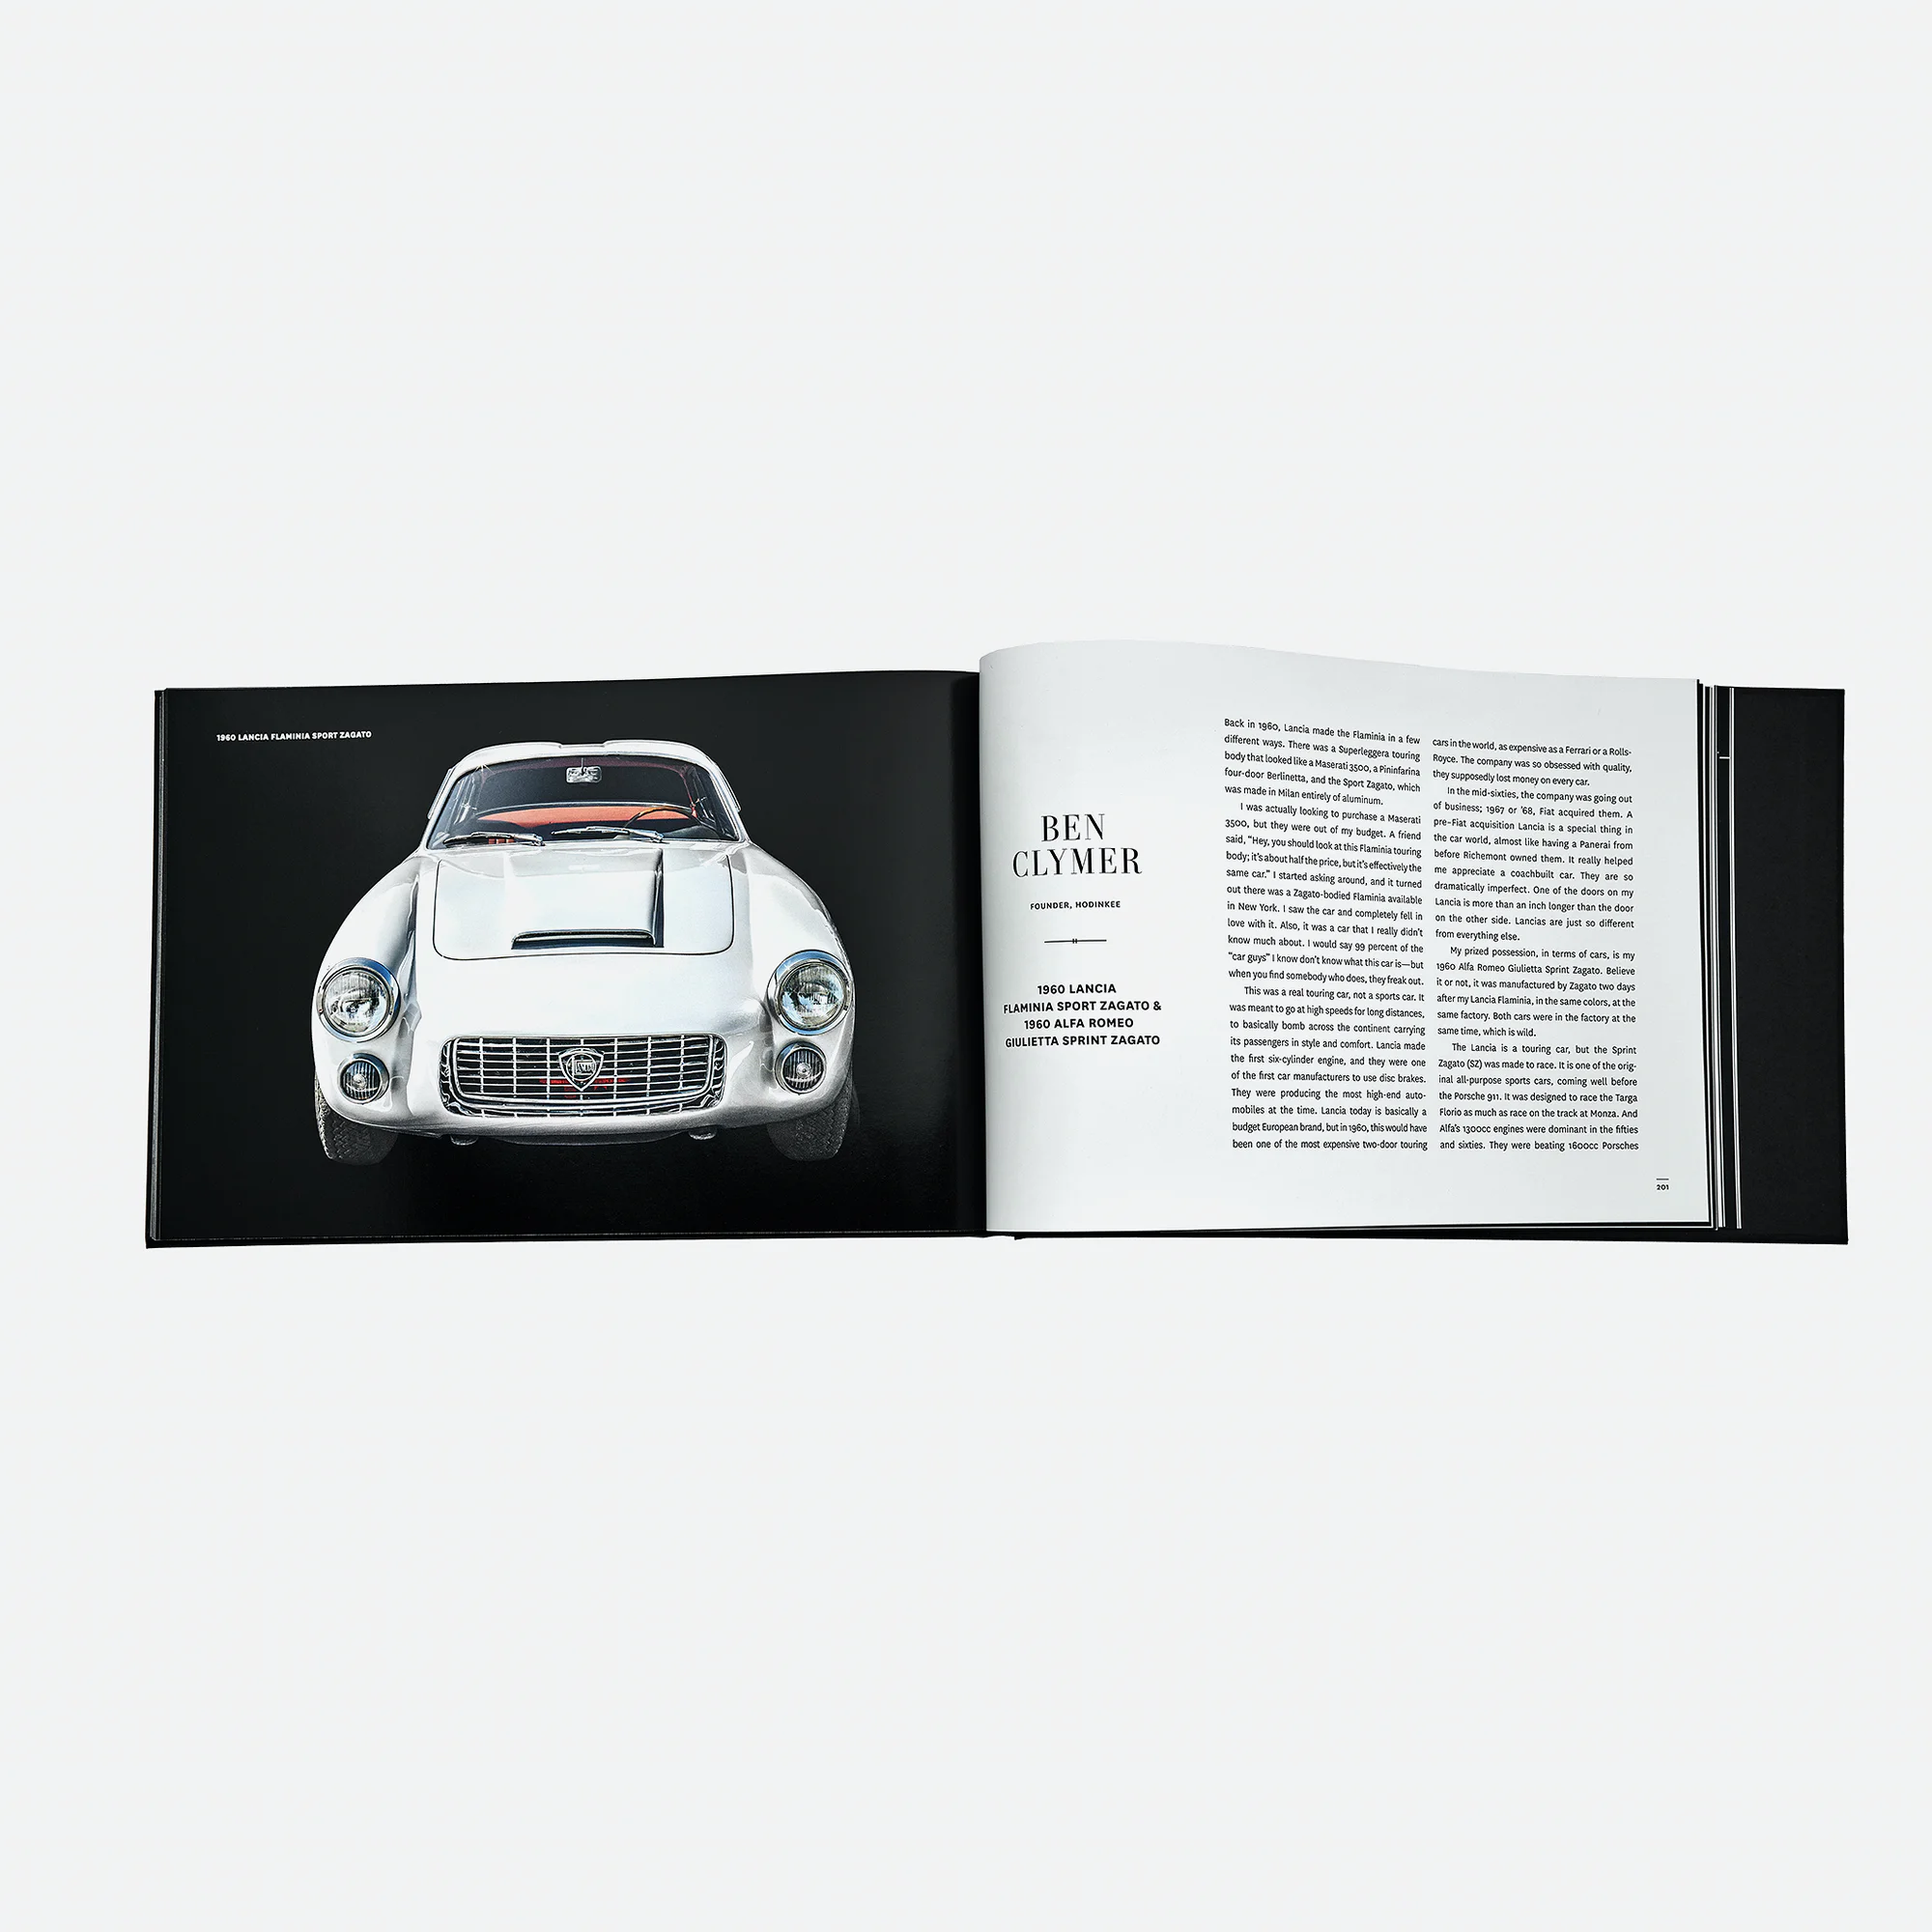 1960 LANCIA FLAMINIA SPORT ZAGATO
LANCIA
BEN
CLYMER
FOUNDER, HODINKEE
1960 LANCIA
FLAMINIA SPORT ZAGATO &
1960 ALFA ROMEO
GIULIETTA SPRINT ZAGATO
Back in 1960, Lancia made the Flaminia in a few
different ways. There was a Superleggera touring
body that looked like a Maserati 3500, a Pininfarina
four-door Berlinetta, and the Sport Zagato, which
was made in Milan entirely of aluminum.
I was actually looking to purchase a Maserati
3500, but they were out of my budget. A friend
said, "Hey, you should look at this Flaminia touring
body; it's about half the price, but it's effectively the
same car." I started asking around, and it turned
out there was a Zagato-bodied Flaminia available
in New York. I saw the car and completely fell in
love with it. Also, it was a car that I really didn't
know much about. I would say 99 percent of the
"car guys" I know don't know what this car is—but
when you find somebody who does, they freak out.
This was a real touring car, not a sports car. It
was meant to go at high speeds for long distances,
to basically bomb across the continent carrying
its passengers in style and comfort. Lancia made
the first six-cylinder engine, and they were one
of the first car manufacturers to use disc brakes.
They were producing the most high-end auto-
mobiles at the time. Lancia today is basically a
budget European brand, but in 1960, this would have
been one of the most expensive two-door touring
cars in the world, as expensive as a Ferrari or a Rolls-
Royce. The company was so obsessed with quality,
they supposedly lost money on every car.
In the mid-sixties, the company was going out
of business; 1967 or '68, Fiat acquired them. A
pre-Fiat acquisition Lancia is a special thing in
the car world, almost like having a Panerai from
before Richemont owned them. It really helped
me appreciate a coachbuilt car. They are so
dramatically imperfect. One of the doors on my
Lancia is more than an inch longer than the door
on the other side. Lancias are just so different
from everything else.
My prized possession, in terms of cars, is my
1960 Alfa Romeo Giulietta Sprint Zagato. Believe
it or not, it was manufactured by Zagato two days
after my Lancia Flaminia, in the same colors, at the
same factory. Both cars were in the factory at the
same time, which is wild.
The Lancia is a touring car, but the Sprint
Zagato (SZ) was made to race. It is one of the orig-
inal all-purpose sports cars, coming well before
the Porsche 911. It was designed to race the Targa
Florio as much as race on the track at Monza. And
Alfa's 1300cc engines were dominant in the fifties
and sixties. They were beating 1600cc Porsches
201